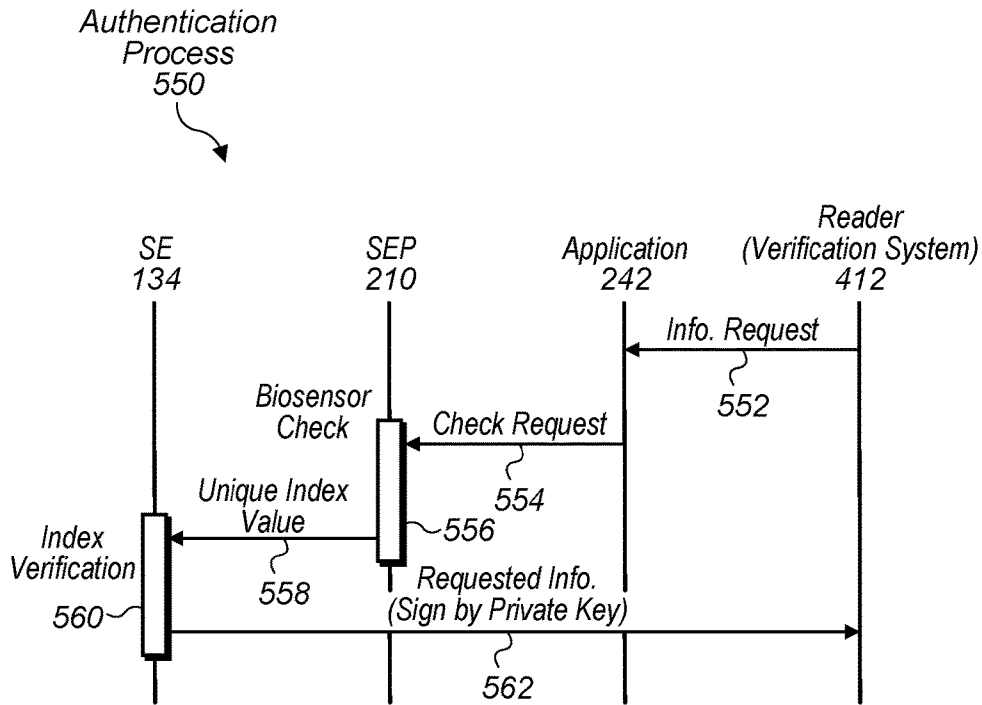 Authentication
Process
550
SE
134
SEP
210
Application
242
Reader
(Verification System)
412
Info. Request
552
Biosensor
Check
Check Request
554
Unique Index
Value
556
Index
Verification
558
560
Requested Info.
(Sign by Private Key)
562